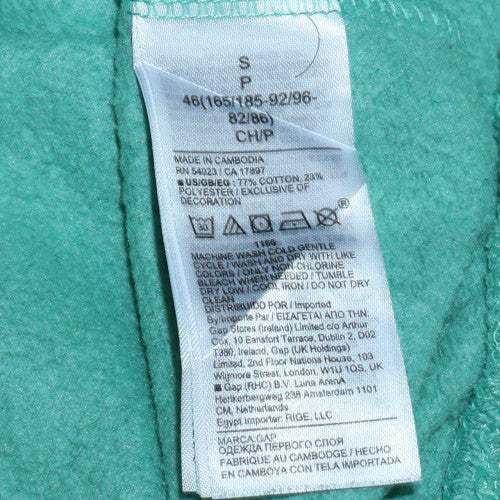 S
P
46(165/185-92/96-
82/86)
CH/P
MADE IN CAMBODIA
RN 54023 / CA 17897
■ US/GB/EG : 77% COTTON, 23%
POLYESTER / EXCLUSIVE OF
DECORATION
1166
MACHINE WASH COLD GENTLE
CYCLE / WASH AND DRY WITH LIKE
COLORS / ONLY NON-CHLORINE
BLEACH WHEN NEEDED / TUMBLE
DRY LOW / COOL IRON / DO NOT DRY
CLEAN
DISTRIBUIDO POR / Imported
By/Importe Par / ΕΙΣΑΓΕΤΑΙ ΑΠΟ ΤΗΝ
Gap Stores (Ireland) Limited c/o Arthur
Cox, 10 Earlsfort Terrace, Dublin 2, D02
T380, Ireland, Gap (UK Holdings)
Limited, 2nd Floor Nations House, 103
Wigmore Street, London, W1U 1QS, UK
■ Gap (RHC) B.V. Luna ArenA
Herikerbergweg 238 Amsterdam 1101
CM, Netherlands
Egypt Importer: RIGE, LLC
MARCA:GAP
ОДЕЖДА ПЕРВОГО СЛОЯ
FABRIQUE AU CAMBODGE / HECHO
EN CAMBOYA CON TELA IMPORTADA